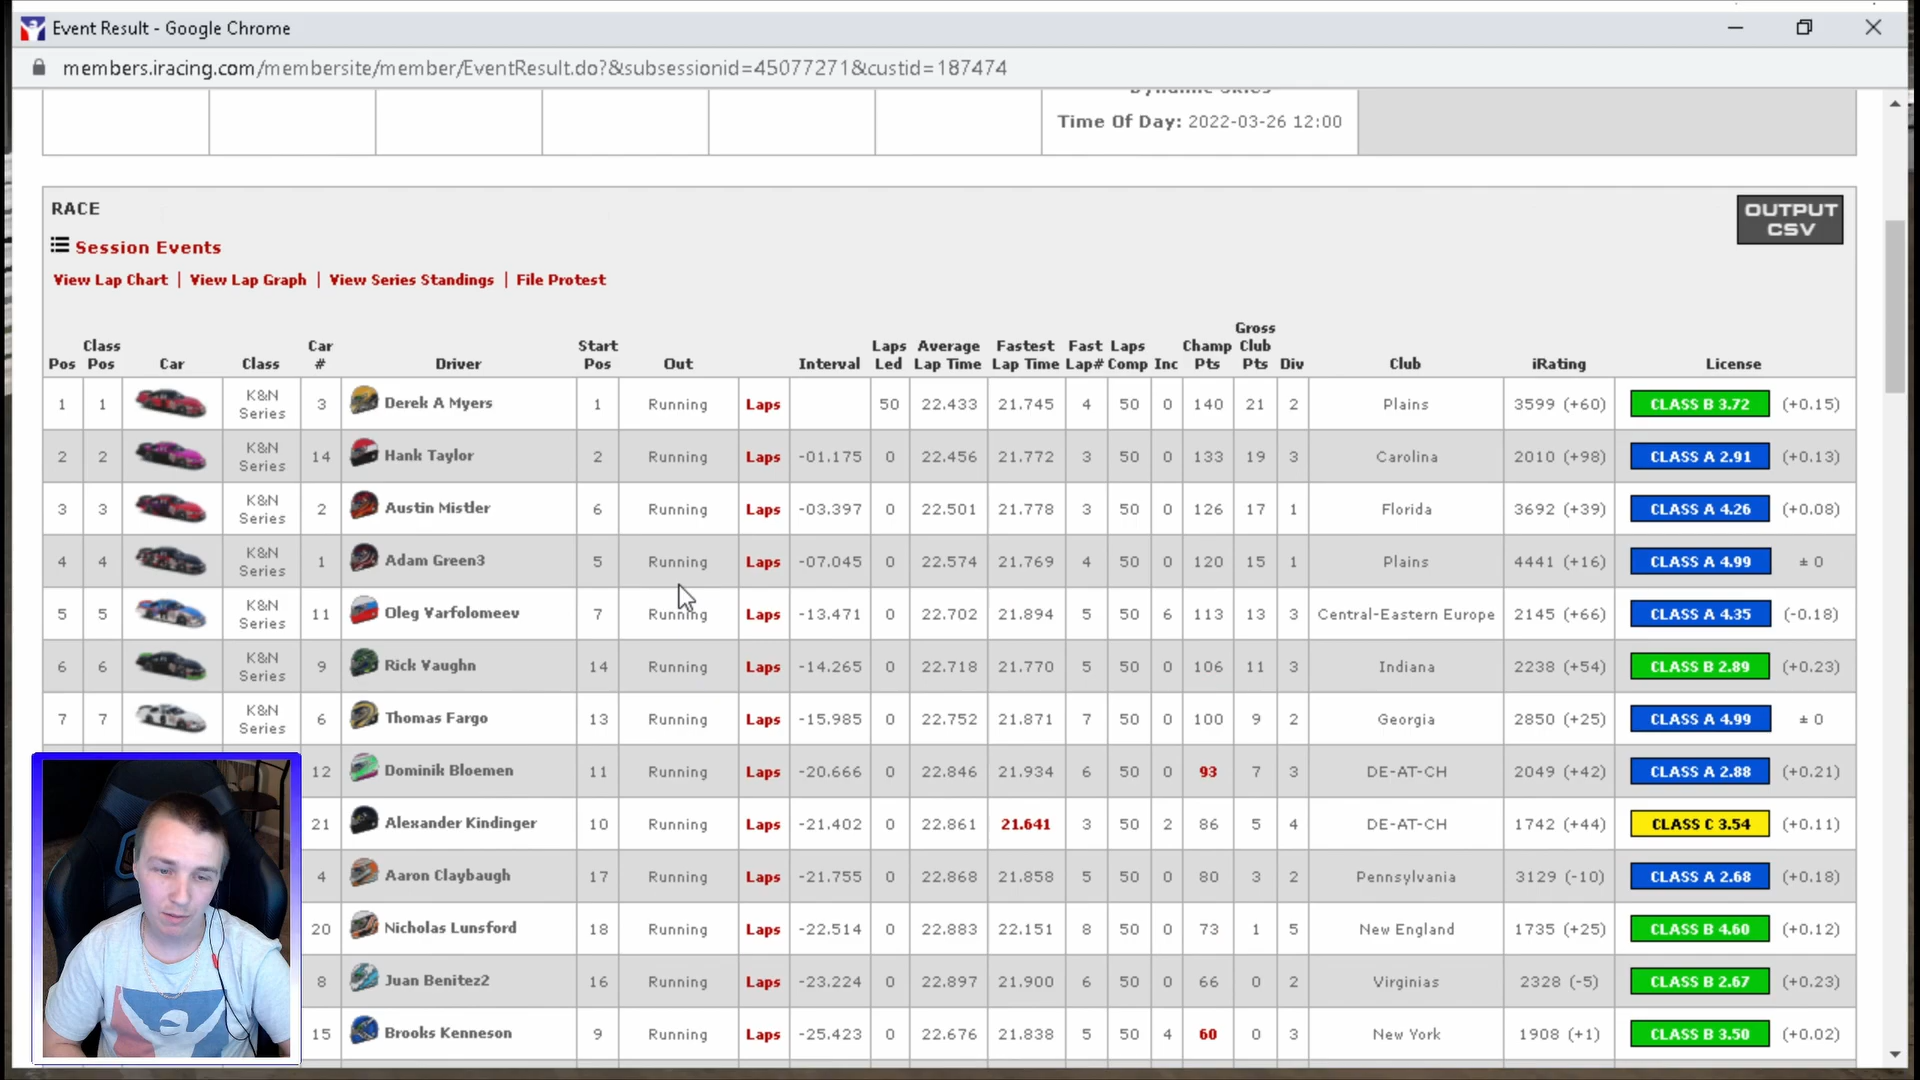 Event Result - Google Chrome
members.iracing.com/membersite/member/EventResult.do?&subsessionid=45077271&custid=187474
Dynamic Skies
Time Of Day: 2022-03-26 12:00
RACE
OUTPUT CSV
Session Events
View Lap Chart | View Lap Graph | View Series Standings | File Protest
Pos Class Pos Car Class Car # Driver Start Pos Out Interval Laps Led Average Lap Time Fastest Lap Time Fast Lap# Laps Comp Inc Champ Pts Gross Club Pts Div Club iRating License
1 1 K&N Series 3 Derek A Myers 1 Running Laps 50 22.433 21.745 4 50 0 140 21 2 Plains 3599 (+60) CLASS B 3.72 (+0.15)
2 2 K&N Series 14 Hank Taylor 2 Running Laps -01.175 0 22.456 21.772 3 50 0 133 19 3 Carolina 2010 (+98) CLASS A 2.91 (+0.13)
3 3 K&N Series 2 Austin Mistler 6 Running Laps -03.397 0 22.501 21.778 3 50 0 126 17 1 Florida 3692 (+39) CLASS A 4.26 (+0.08)
4 4 K&N Series 1 Adam Green3 5 Running Laps -07.045 0 22.574 21.769 4 50 0 120 15 1 Plains 4441 (+16) CLASS A 4.99 ± 0
5 5 K&N Series 11 Oleg Varfolomeev 7 Running Laps -13.471 0 22.702 21.894 5 50 6 113 13 3 Central-Eastern Europe 2145 (+66) CLASS A 4.35 (-0.18)
6 6 K&N Series 9 Rick Vaughn 14 Running Laps -14.265 0 22.718 21.770 5 50 0 106 11 3 Indiana 2238 (+54) CLASS B 2.89 (+0.23)
7 7 K&N Series 6 Thomas Fargo 13 Running Laps -15.985 0 22.752 21.871 7 50 0 100 9 2 Georgia 2850 (+25) CLASS A 4.99 ± 0
12 Dominik Bloemen 11 Running Laps -20.666 0 22.846 21.934 6 50 0 93 7 3 DE-AT-CH 2049 (+42) CLASS A 2.88 (+0.21)
21 Alexander Kindinger 10 Running Laps -21.402 0 22.861 21.641 3 50 2 86 5 4 DE-AT-CH 1742 (+44) CLASS C 3.54 (+0.11)
4 Aaron Claybaugh 17 Running Laps -21.755 0 22.868 21.858 5 50 0 80 3 2 Pennsylvania 3129 (-10) CLASS A 2.68 (+0.18)
20 Nicholas Lunsford 18 Running Laps -22.514 0 22.883 22.151 8 50 0 73 1 5 New England 1735 (+25) CLASS B 4.60 (+0.12)
8 Juan Benitez2 16 Running Laps -23.224 0 22.897 21.900 6 50 0 66 0 2 Virginias 2328 (-5) CLASS B 2.67 (+0.23)
15 Brooks Kenneson 9 Running Laps -25.423 0 22.676 21.838 5 50 4 60 0 3 New York 1908 (+1) CLASS B 3.50 (+0.02)